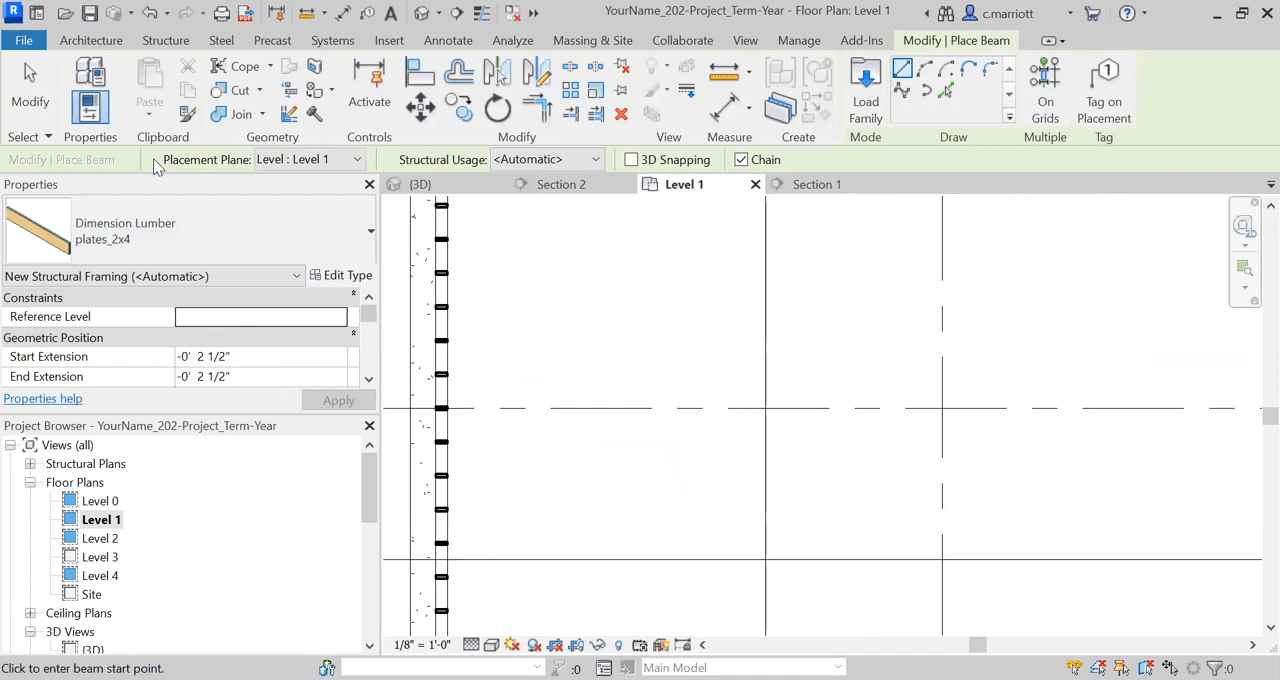 YourName_202-Project_Term-Year - Floor Plan: Level 1
c.marriott
File Architecture Structure Steel Precast Systems Insert Annotate Analyze Massing & Site Collaborate View Manage Add-Ins Modify | Place Beam
Modify Properties Paste Cope Cut Join Activate Load Family On Grids Tag on Placement
Select Properties Clipboard Geometry Controls Modify View Measure Create Mode Draw Multiple Tag
Modify | Place Beam Placement Plane: Level : Level 1 Structural Usage: <Automatic> 3D Snapping Chain
Properties
{3D} Section 2 Level 1 Section 1
Dimension Lumber
plates_2x4
New Structural Framing (<Automatic>) Edit Type
Constraints
Reference Level
Geometric Position
Start Extension -0' 2 1/2"
End Extension -0' 2 1/2"
Properties help Apply
Project Browser - YourName_202-Project_Term-Year
Views (all)
Structural Plans
Floor Plans
Level 0
Level 1
Level 2
Level 3
Level 4
Site
Ceiling Plans
3D Views
{3D}
1/8" = 1'-0"
Click to enter beam start point. :0 Main Model :0